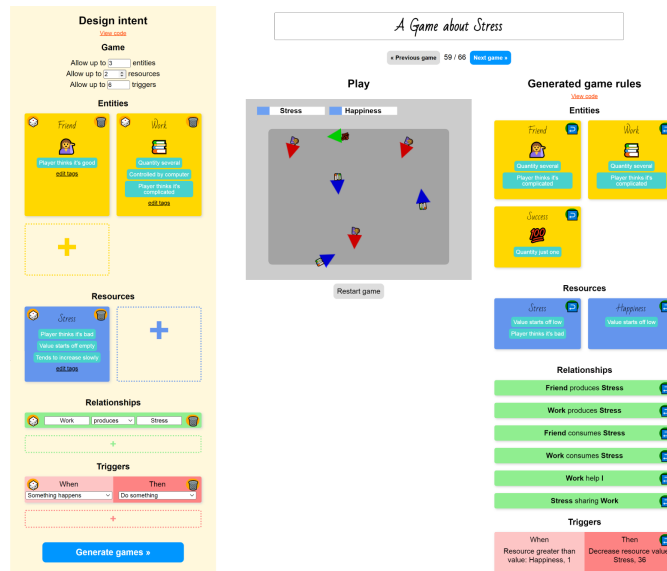 Design intent
View code
Game
Allow up to 3 entities
Allow up to 2 resources
Allow up to 6 triggers
Entities
Friend
Player thinks it's good
edit tags
Work
Quantity several
Controlled by computer
Player thinks it's
complicated
edit tags
+
Resources
Stress
Player thinks it's bad
Value starts off empty
Tends to increase slowly
edit tags
+
Relationships
Work produces Stress
+
Triggers
When Then
Something happens Do something
+
Generate games »
A Game about Stress
« Previous game 59 / 66 Next game »
Play
Stress Happiness
Restart game
Generated game rules
View code
Entities
Friend
Quantity several
Player thinks it's
complicated
Work
Quantity several
Player thinks it's
complicated
Success
100
Quantity just one
Resources
Stress
Value starts off low
Player thinks it's bad
Happiness
Value starts off low
Relationships
Friend produces Stress
Work produces Stress
Friend consumes Stress
Work consumes Stress
Work help I
Stress sharing Work
Triggers
When Then
Resource greater than Decrease resource value
value: Happiness, 1 Stress, 36